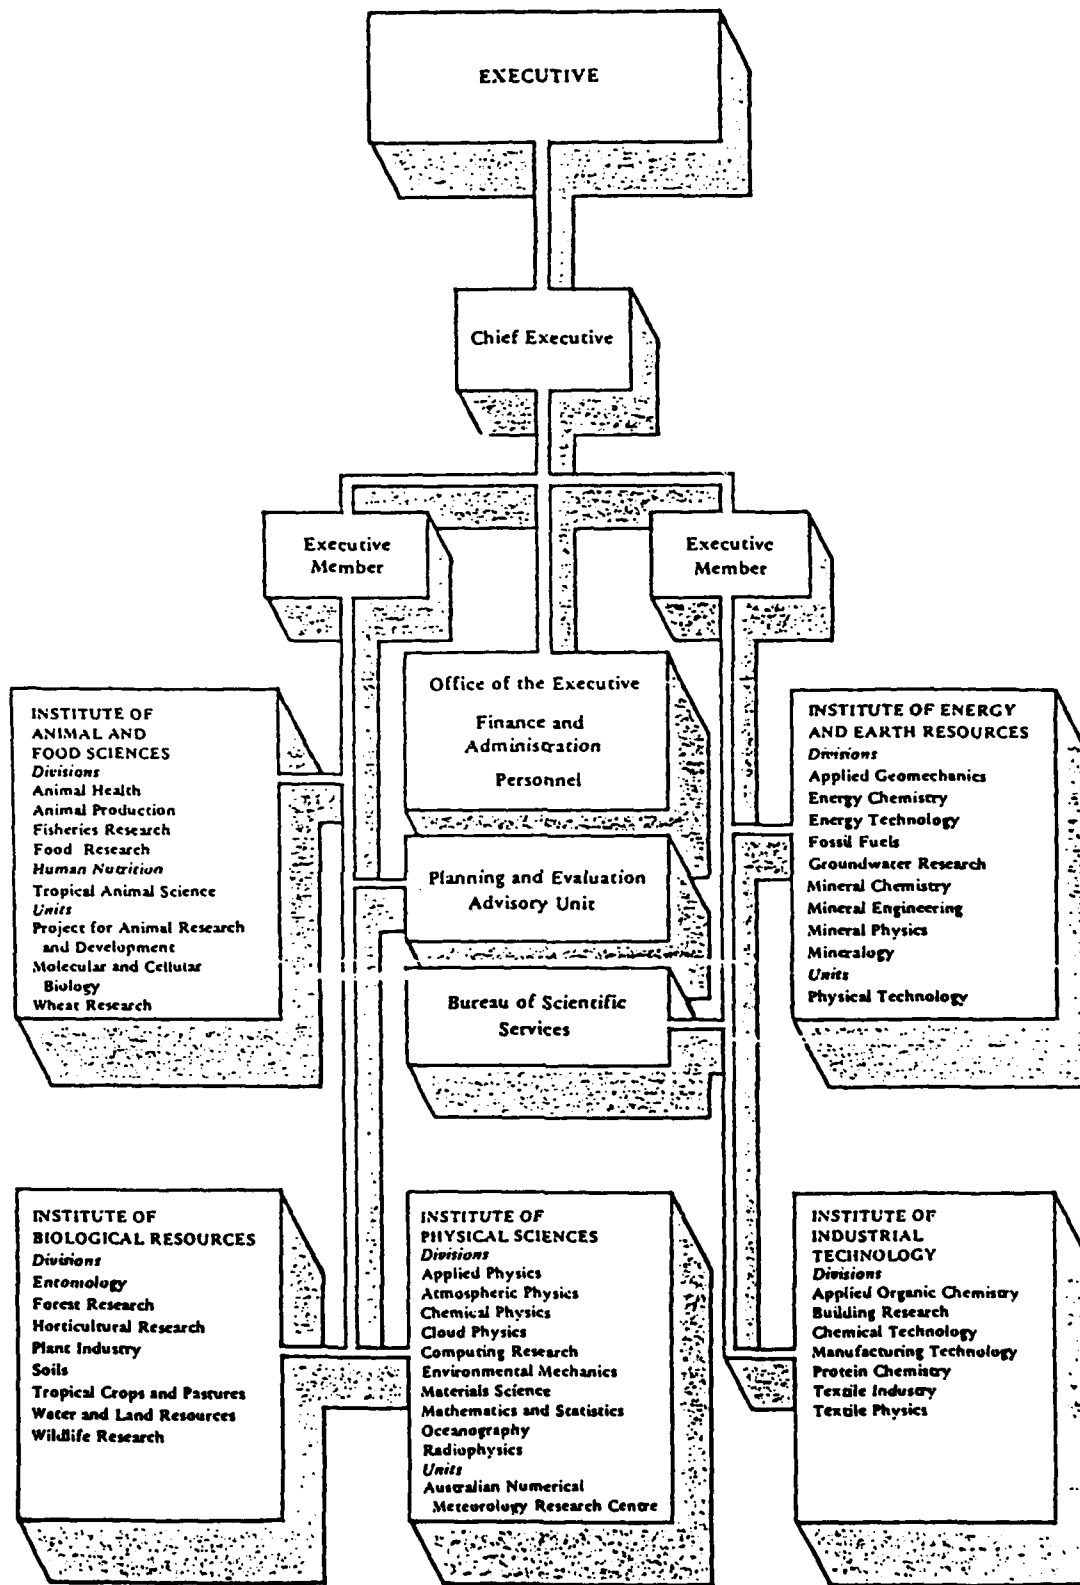 EXECUTIVE
Chief Executive
Executive
Member
Executive
Member
Office of the Executive
Finance and
Administration
Personnel
Planning and Evaluation
Advisory Unit
Bureau of Scientific
Services
INSTITUTE OF
ANIMAL AND
FOOD SCIENCES
Divisions
Animal Health
Animal Production
Fisheries Research
Food Research
Human Nutrition
Tropical Animal Science
Units
Project for Animal Research
and Development
Molecular and Cellular
Biology
Wheat Research
INSTITUTE OF ENERGY
AND EARTH RESOURCES
Divisions
Applied Geomechanics
Energy Chemistry
Energy Technology
Fossil Fuels
Groundwater Research
Mineral Chemistry
Mineral Engineering
Mineral Physics
Mineralogy
Units
Physical Technology
INSTITUTE OF
BIOLOGICAL RESOURCES
Divisions
Entomology
Forest Research
Horticultural Research
Plant Industry
Soils
Tropical Crops and Pastures
Water and Land Resources
Wildlife Research
INSTITUTE OF
PHYSICAL SCIENCES
Divisions
Applied Physics
Atmospheric Physics
Chemical Physics
Cloud Physics
Computing Research
Environmental Mechanics
Materials Science
Mathematics and Statistics
Oceanography
Radiophysics
Units
Australian Numerical
Meteorology Research Centre
INSTITUTE OF
INDUSTRIAL
TECHNOLOGY
Divisions
Applied Organic Chemistry
Building Research
Chemical Technology
Manufacturing Technology
Protein Chemistry
Textile Industry
Textile Physics